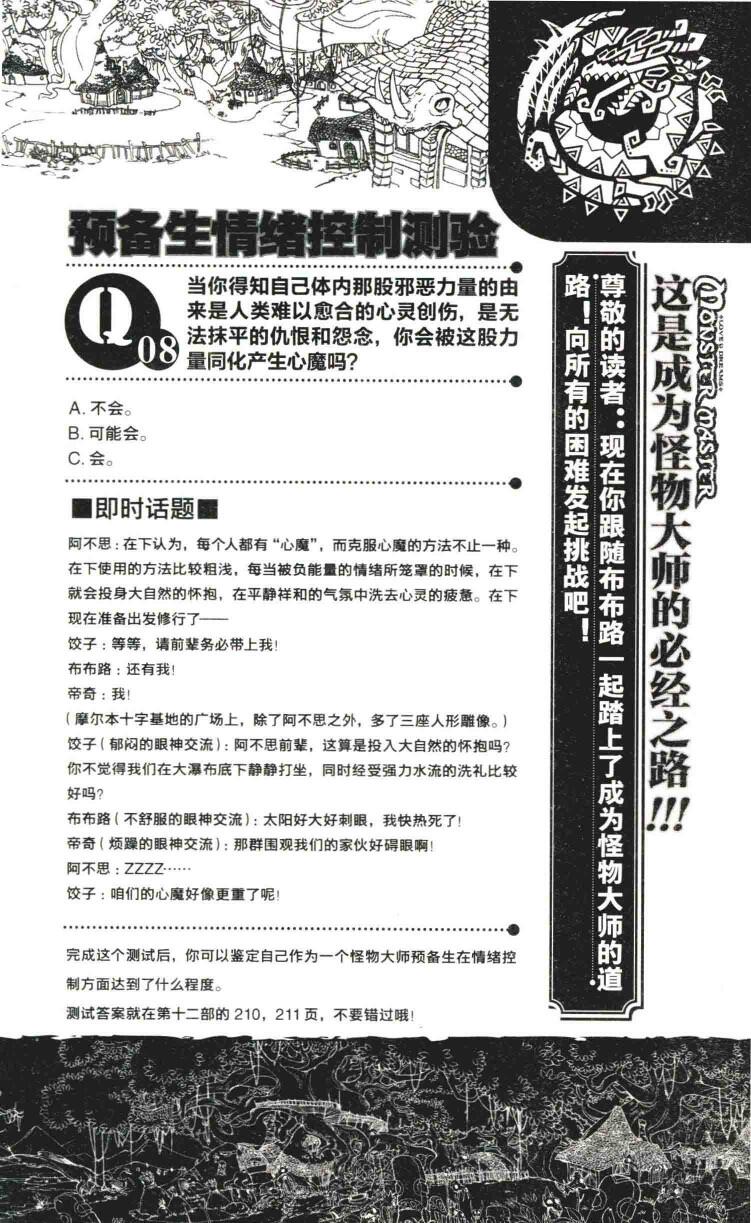 预备生情绪控制测验
Q08
当你得知自己体内那股邪恶力量的由
来是人类难以愈合的心灵创伤，是无
法抹平的仇恨和怨念，你会被这股力
量同化产生心魔吗？
A. 不会。
B. 可能会。
C. 会。
■即时话题■
阿不思：在下认为，每个人都有“心魔”，而克服心魔的方法不止一种。
在下使用的方法比较粗浅，每当被负能量的情绪所笼罩的时候，在下
就会投身大自然的怀抱，在平静祥和的气氛中洗去心灵的疲惫。在下
现在准备出发修行了——
饺子：等等，请前辈务必带上我！
布布路：还有我！
帝奇：我！
（摩尔本十字基地的广场上，除了阿不思之外，多了三座人形雕像。）
饺子（郁闷的眼神交流）：阿不思前辈，这算是投入大自然的怀抱吗？
你不觉得我们在大瀑布底下静静打坐，同时经受强力水流的洗礼比较
好吗？
布布路（不舒服的眼神交流）：太阳好大好刺眼，我快热死了！
帝奇（烦躁的眼神交流）：那群围观我们的家伙好碍眼啊！
阿不思：ZZZZ……
饺子：咱们的心魔好像更重了呢！
完成这个测试后，你可以鉴定自己作为一个怪物大师预备生在情绪控
制方面达到了什么程度。
测试答案就在第十二部的 210，211 页，不要错过哦！
MONSTER MASTER
+LOVE & DREAMS+
这是成为怪物大师的必经之路!!!
尊敬的读者：现在你跟随布布路一起踏上了成为怪物大师的道
路！向所有的困难发起挑战吧！